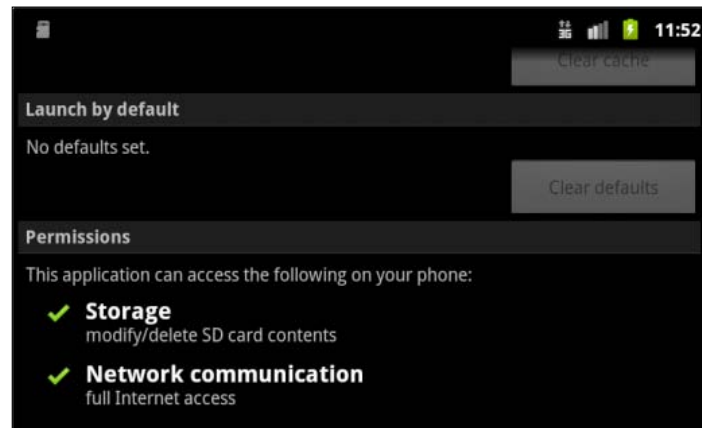 3G 11:52
Clear cache
Launch by default
No defaults set.
Clear defaults
Permissions
This application can access the following on your phone:
Storage
modify/delete SD card contents
Network communication
full Internet access